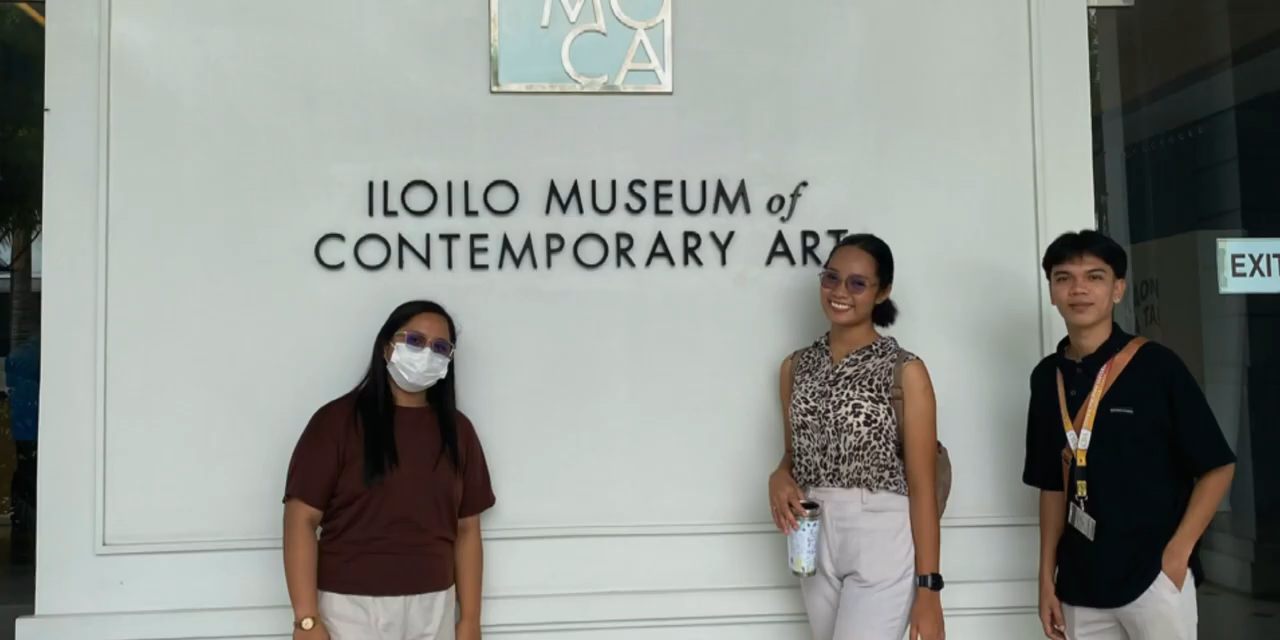 MO
CA
ILOILO MUSEUM of
CONTEMPORARY ART
EXIT